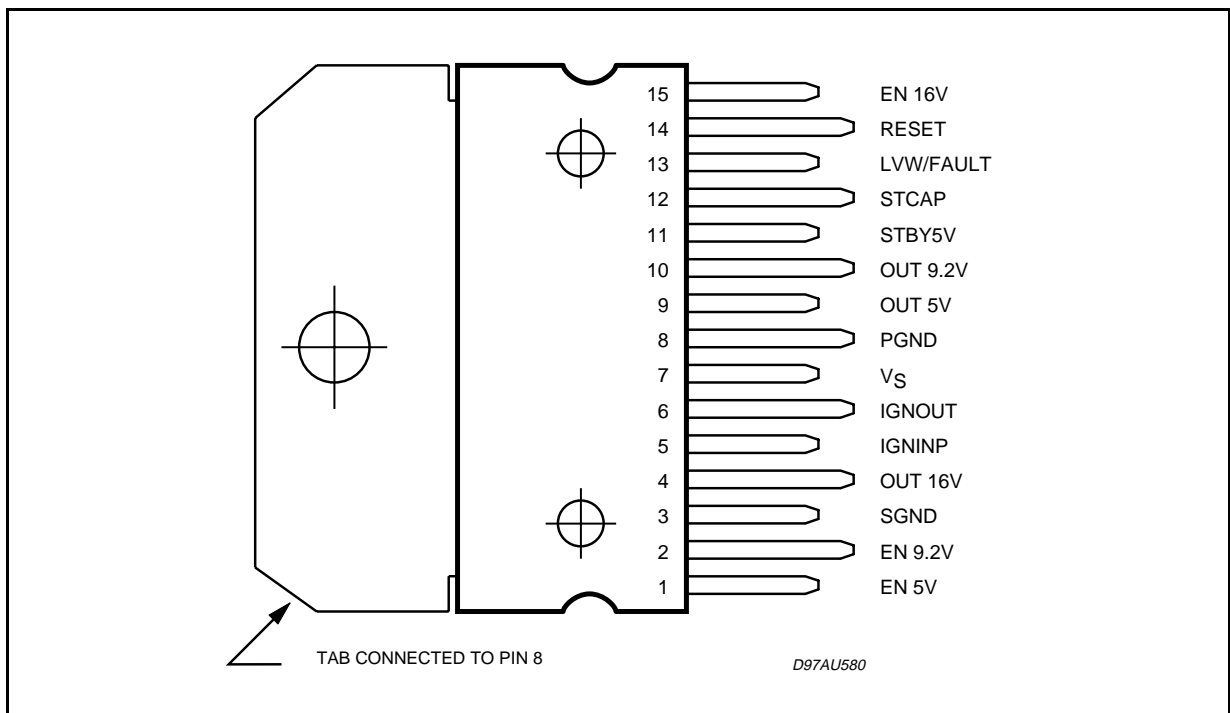 15 EN 16V
14 RESET
13 LVW/FAULT
12 STCAP
11 STBY5V
10 OUT 9.2V
9 OUT 5V
8 PGND
7 VS
6 IGNOUT
5 IGNINP
4 OUT 16V
3 SGND
2 EN 9.2V
1 EN 5V
TAB CONNECTED TO PIN 8
D97AU580